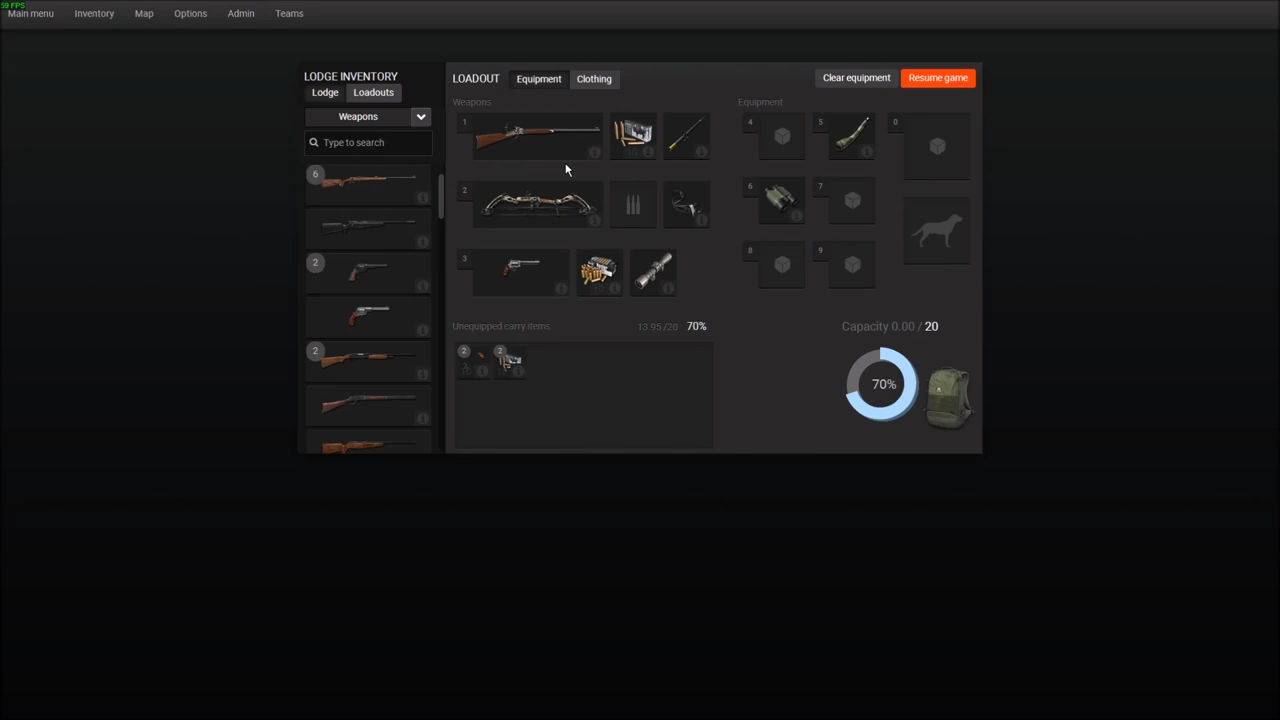 59 FPS
Main menu Inventory Map Options Admin Teams
LODGE INVENTORY
Lodge Loadouts
Weapons
Type to search
6
2
2
LOADOUT Equipment Clothing Clear equipment Resume game
Weapons Equipment
1 4 5 0
2 6 7
3 8 9
Unequipped carry items 13.95/20 70% Capacity 0.00 / 20
2 2
70%